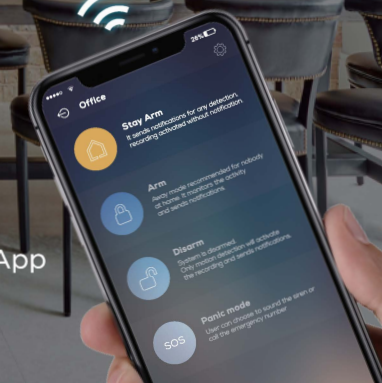 26%
Office
Stay Arm
It sends notifications for any detection,
recording activated without notification.
Arm
Away mode recommended for nobody
at home. It monitors the activity
and sends notifications.
Disarm
System is disarmed.
Only motion detection will activate
the recording and sends notifications.
SOS
Panic mode
User can choose to sound the siren or
call the emergency number
App